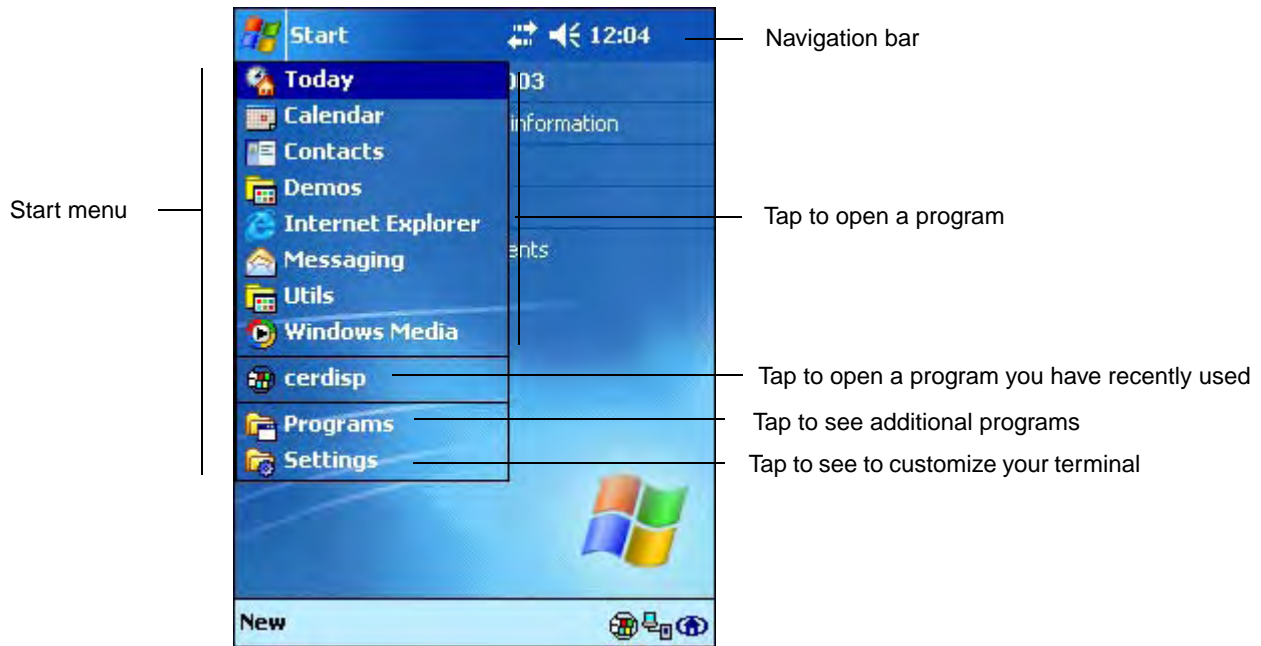 Start 12:04
Navigation bar
Today
003
Calendar
information
Contacts
Demos
Start menu
Internet Explorer
Tap to open a program
Messaging
ents
Utils
Windows Media
cerdisp
Tap to open a program you have recently used
Programs
Tap to see additional programs
Settings
Tap to see to customize your terminal
New